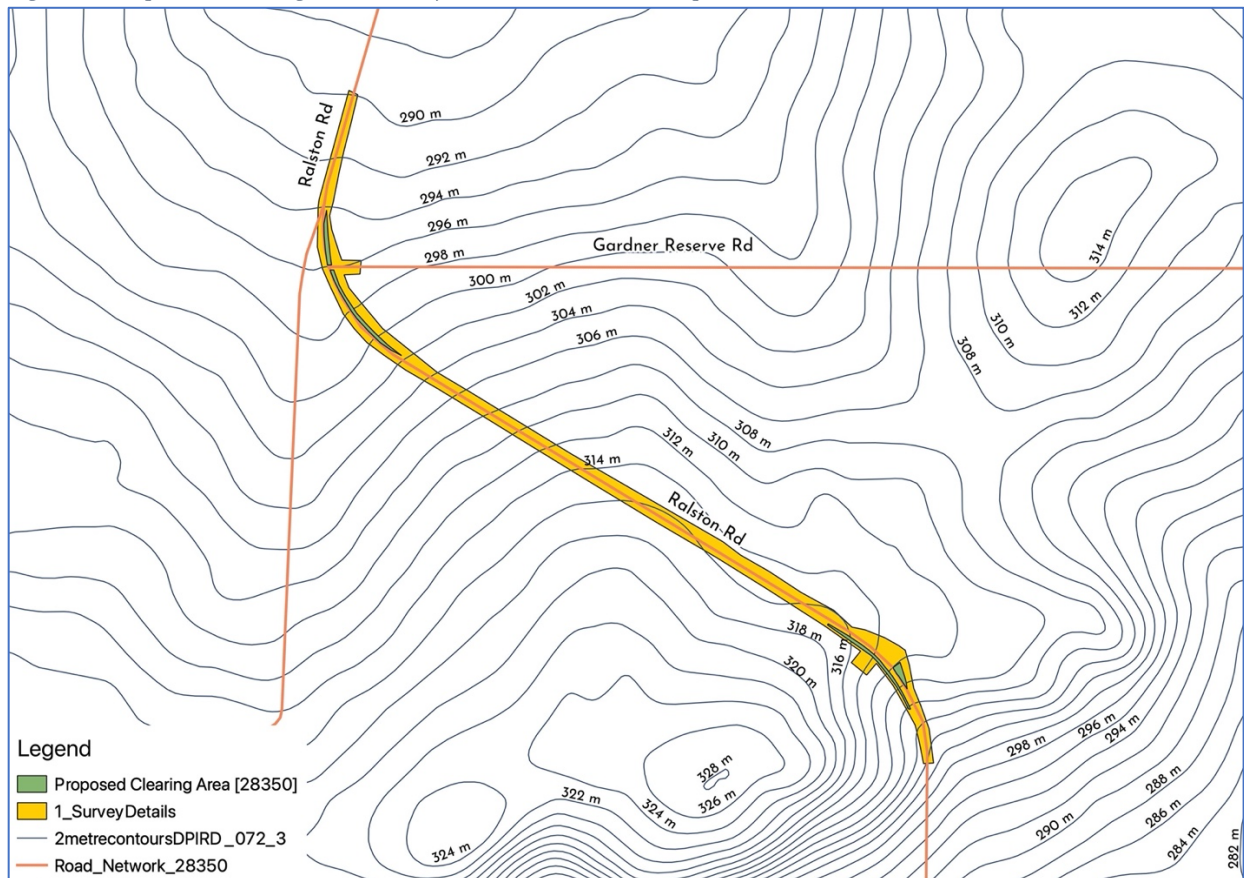 290 m
Ralston Rd
292 m
294 m
296 m
Gardner Reserve Rd
298 m
314 m
300 m
302 m
312 m
304 m
310 m
306 m
308 m
308 m
312 m
310 m
314 m
Ralston Rd
318 m
316 m
320 m
298 m
296 m
294 m
Legend
328 m
288 m
Proposed Clearing Area [28350]
326 m
286 m
1_SurveyDetails
322 m
324 m
290 m
284 m
2metrecontoursDPIRD_072_3
324 m
282 m
Road_Network_28350